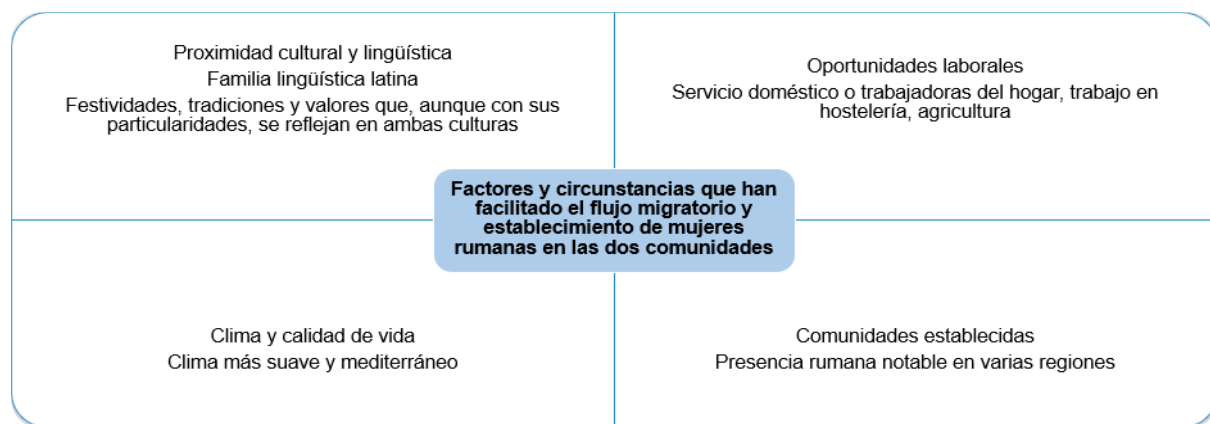 Proximidad cultural y lingüística
Familia lingüística latina
Festividades, tradiciones y valores que, aunque con sus
particularidades, se reflejan en ambas culturas
Oportunidades laborales
Servicio doméstico o trabajadoras del hogar, trabajo en
hostelería, agricultura
Factores y circunstancias que han
facilitado el flujo migratorio y
establecimiento de mujeres
rumanas en las dos comunidades
Clima y calidad de vida
Clima más suave y mediterráneo
Comunidades establecidas
Presencia rumana notable en varias regiones